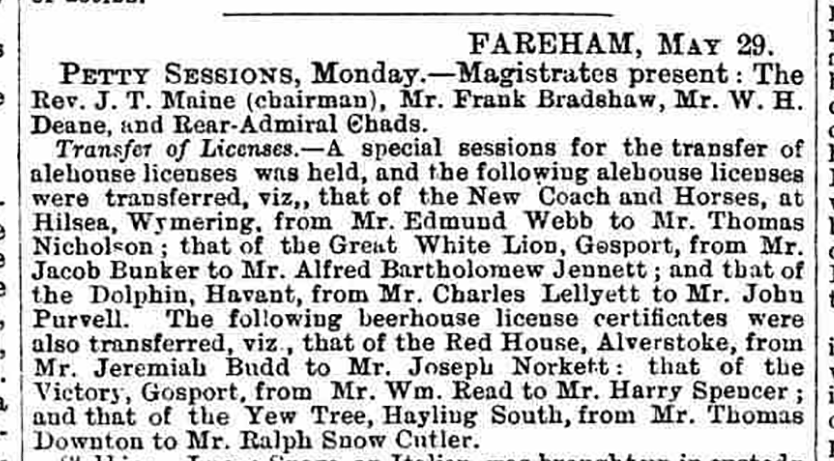 FAREHAM, MAY 29.
PETTY SESSIONS, Monday.—Magistrates present: The
Rev. J. T. Maine (chairman), Mr. Frank Bradshaw, Mr. W. H.
Deane, and Rear-Admiral Chads.
Transfer of Licenses.—A special sessions for the transfer of
alehouse licenses was held, and the following alehouse licenses
were transferred, viz,, that of the New Coach and Horses, at
Hilsea, Wymering, from Mr. Edmund Webb to Mr. Thomas
Nicholson; that of the Great White Lion, Gosport, from Mr.
Jacob Bunker to Mr. Alfred Bartholomew Jennett; and that of
the Dolphin, Havant, from Mr. Charles Lellyett to Mr. John
Purvell. The following beerhouse license certificates were
also transferred, viz., that of the Red House, Alverstoke, from
Mr. Jeremiah Budd to Mr. Joseph Norkett: that of the
Victory, Gosport, from Mr. Wm. Read to Mr. Harry Spencer;
and that of the Yew Tree, Hayling South, from Mr. Thomas
Downton to Mr. Ralph Snow Cutler.